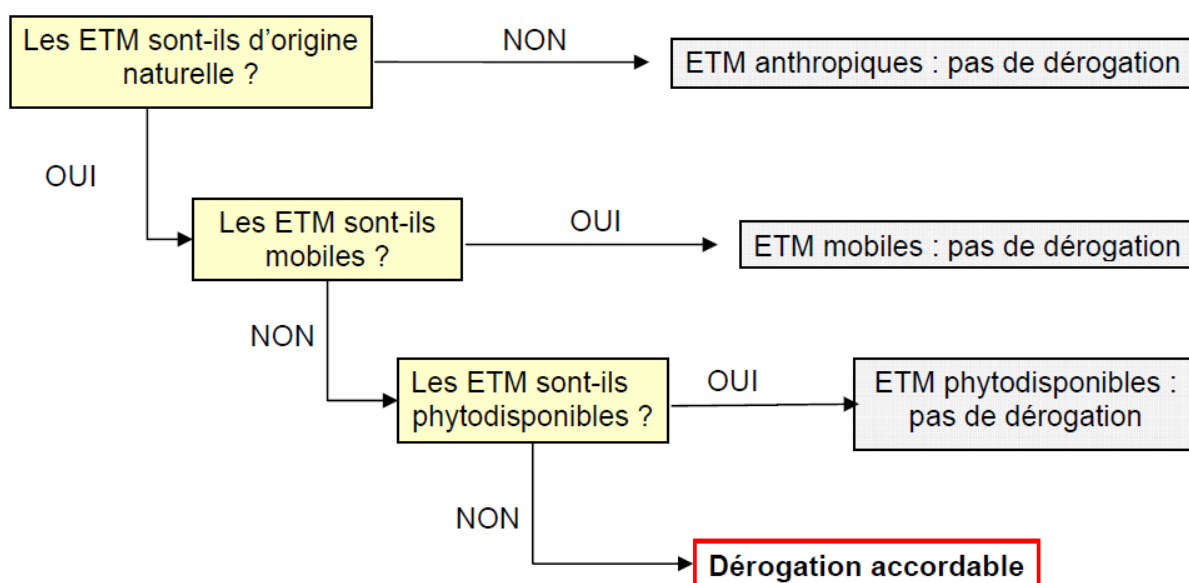 Les ETM sont-ils d'origine
naturelle ?
NON
ETM anthropiques : pas de dérogation
OUI
Les ETM sont-ils
mobiles ?
OUI
ETM mobiles : pas de dérogation
NON
Les ETM sont-ils
phytodisponibles ?
OUI
ETM phytodisponibles :
pas de dérogation
NON
Dérogation accordable